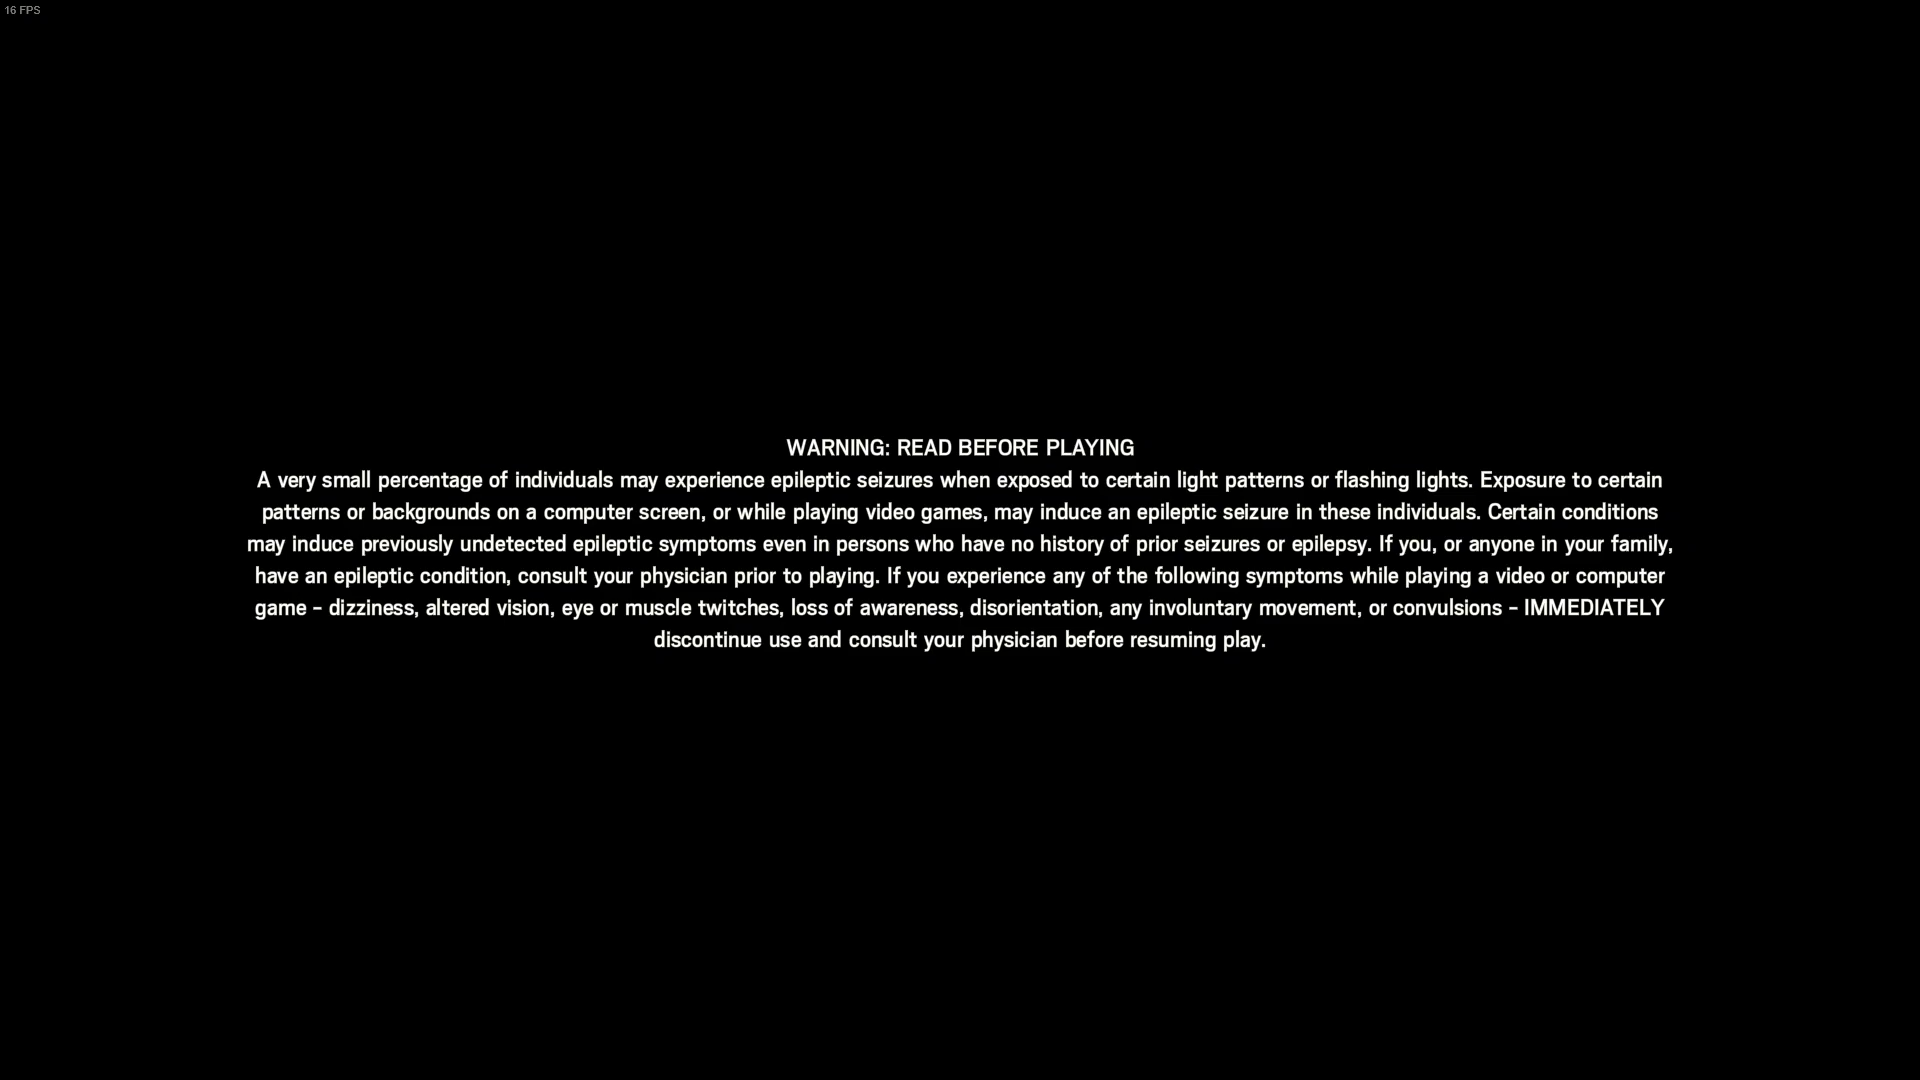 16 FPS
WARNING: READ BEFORE PLAYING
A very small percentage of individuals may experience epileptic seizures when exposed to certain light patterns or flashing lights. Exposure to certain
patterns or backgrounds on a computer screen, or while playing video games, may induce an epileptic seizure in these individuals. Certain conditions
may induce previously undetected epileptic symptoms even in persons who have no history of prior seizures or epilepsy. If you, or anyone in your family,
have an epileptic condition, consult your physician prior to playing. If you experience any of the following symptoms while playing a video or computer
game – dizziness, altered vision, eye or muscle twitches, loss of awareness, disorientation, any involuntary movement, or convulsions – IMMEDIATELY
discontinue use and consult your physician before resuming play.